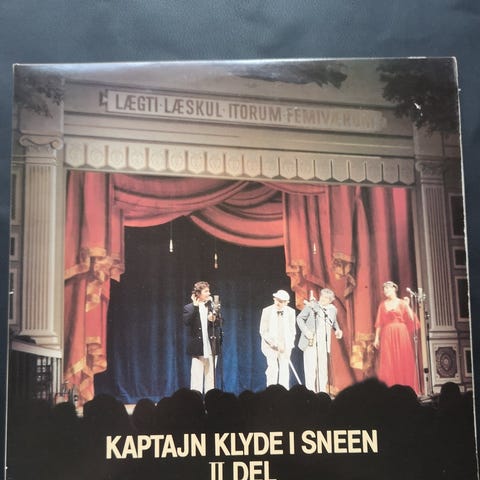 LÆGTI·LÆSKUL·ITORUM·FEMIVÆRUM
KAPTAJN KLYDE I SNEEN
II DEL